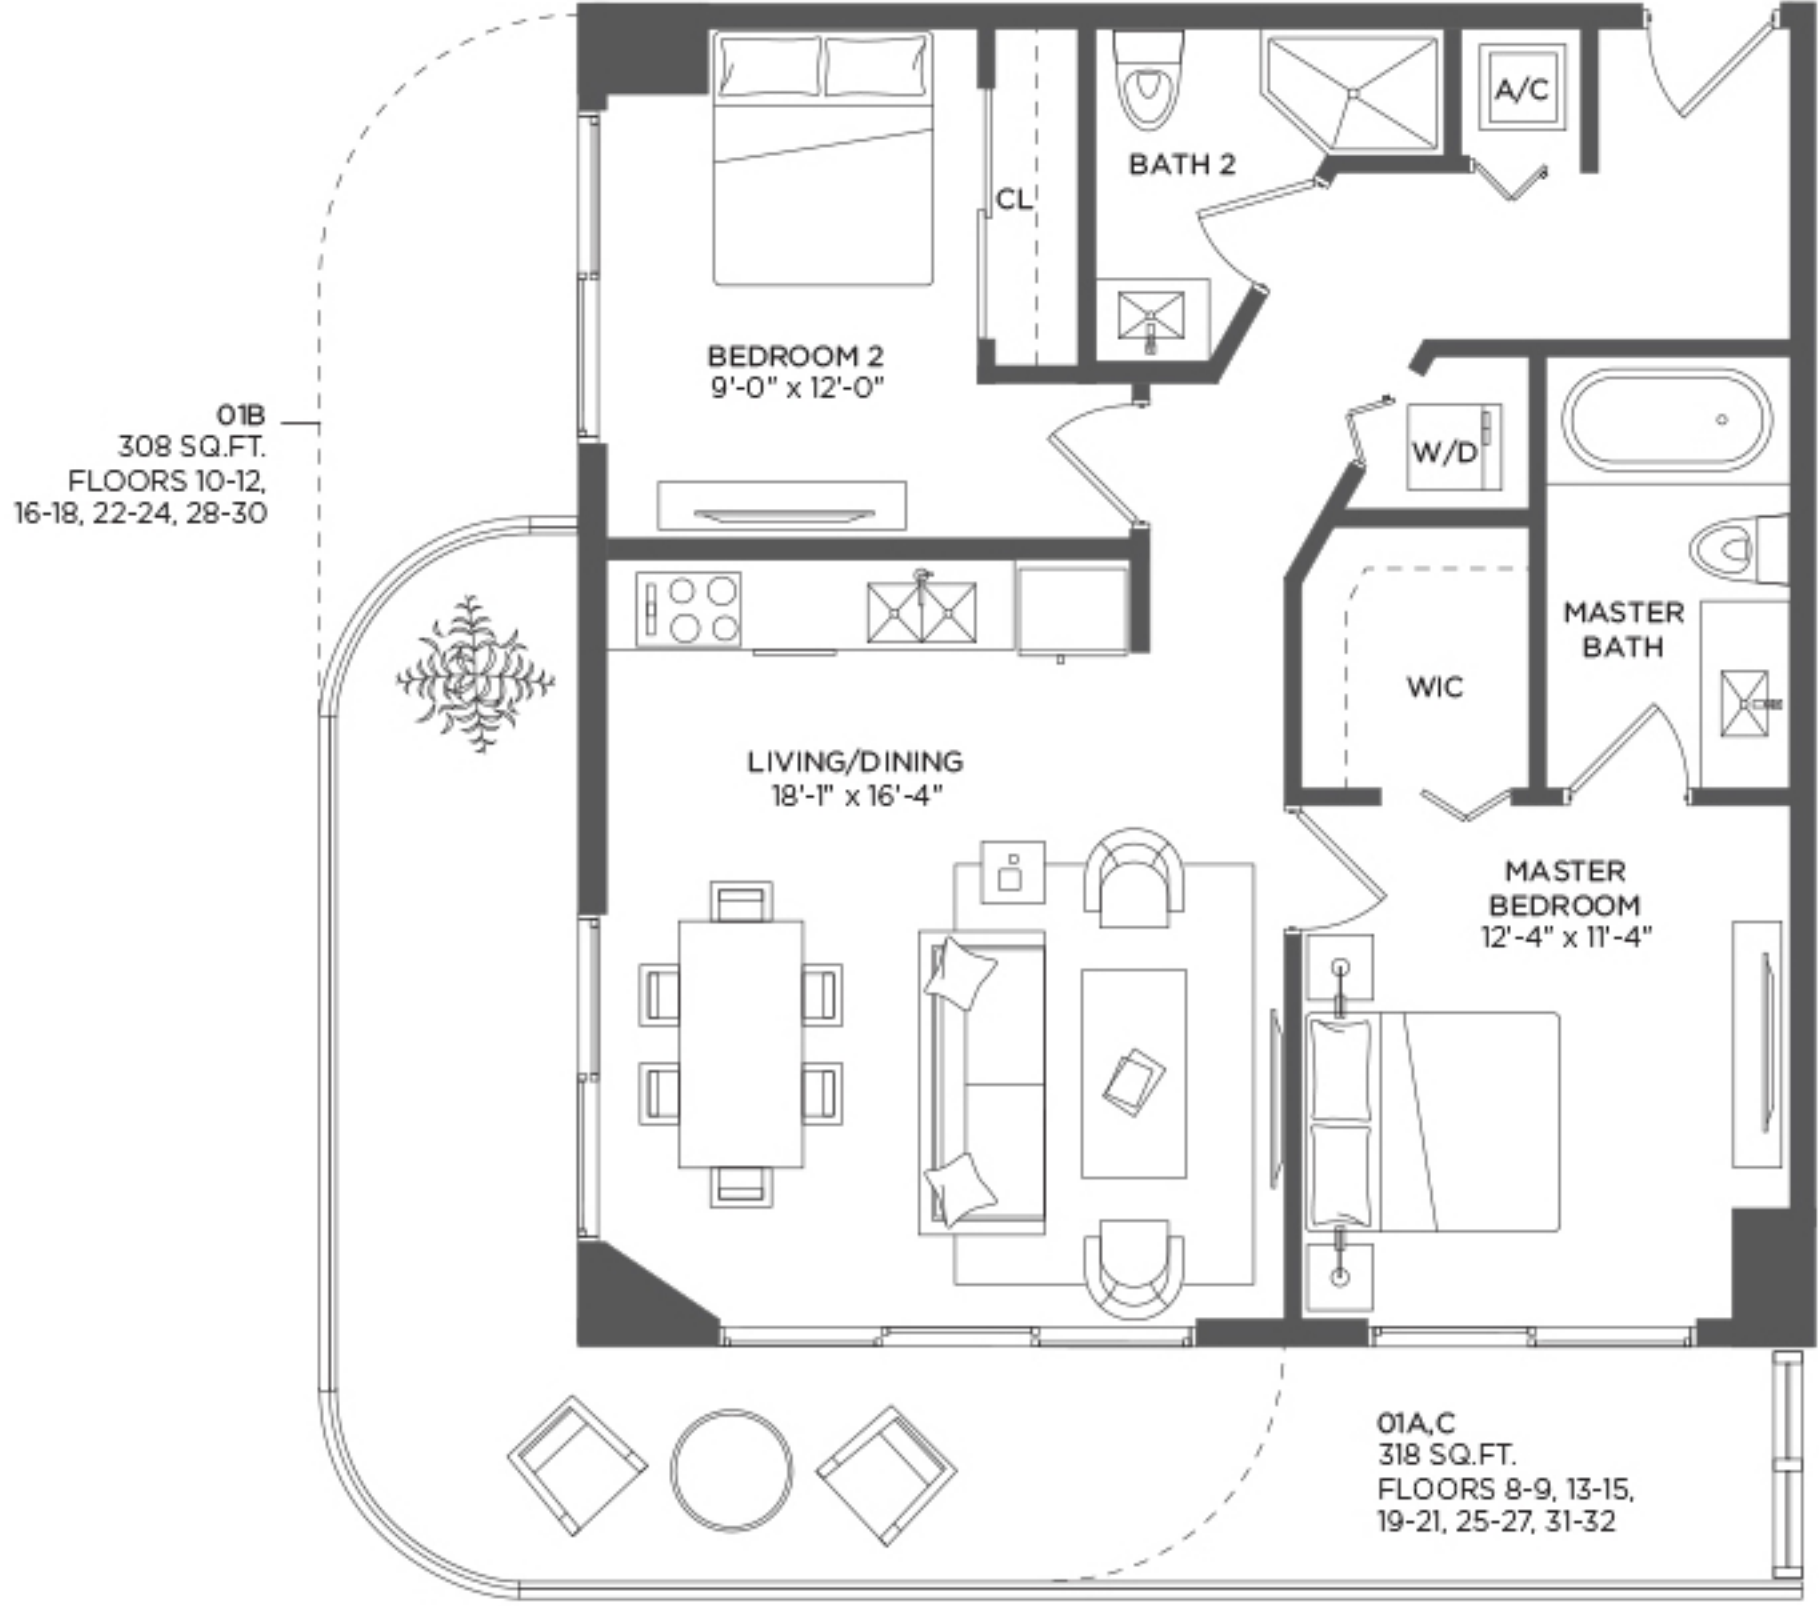 A/C
BATH 2
CL
BEDROOM 2
9'-0" x 12'-0"
01B
308 SQ.FT.
FLOORS 10-12,
16-18, 22-24, 28-30
W/D
MASTER
BATH
WIC
LIVING/DINING
18'-1" x 16'-4"
MASTER
BEDROOM
12'-4" x 11'-4"
01A,C
318 SQ.FT.
FLOORS 8-9, 13-15,
19-21, 25-27, 31-32